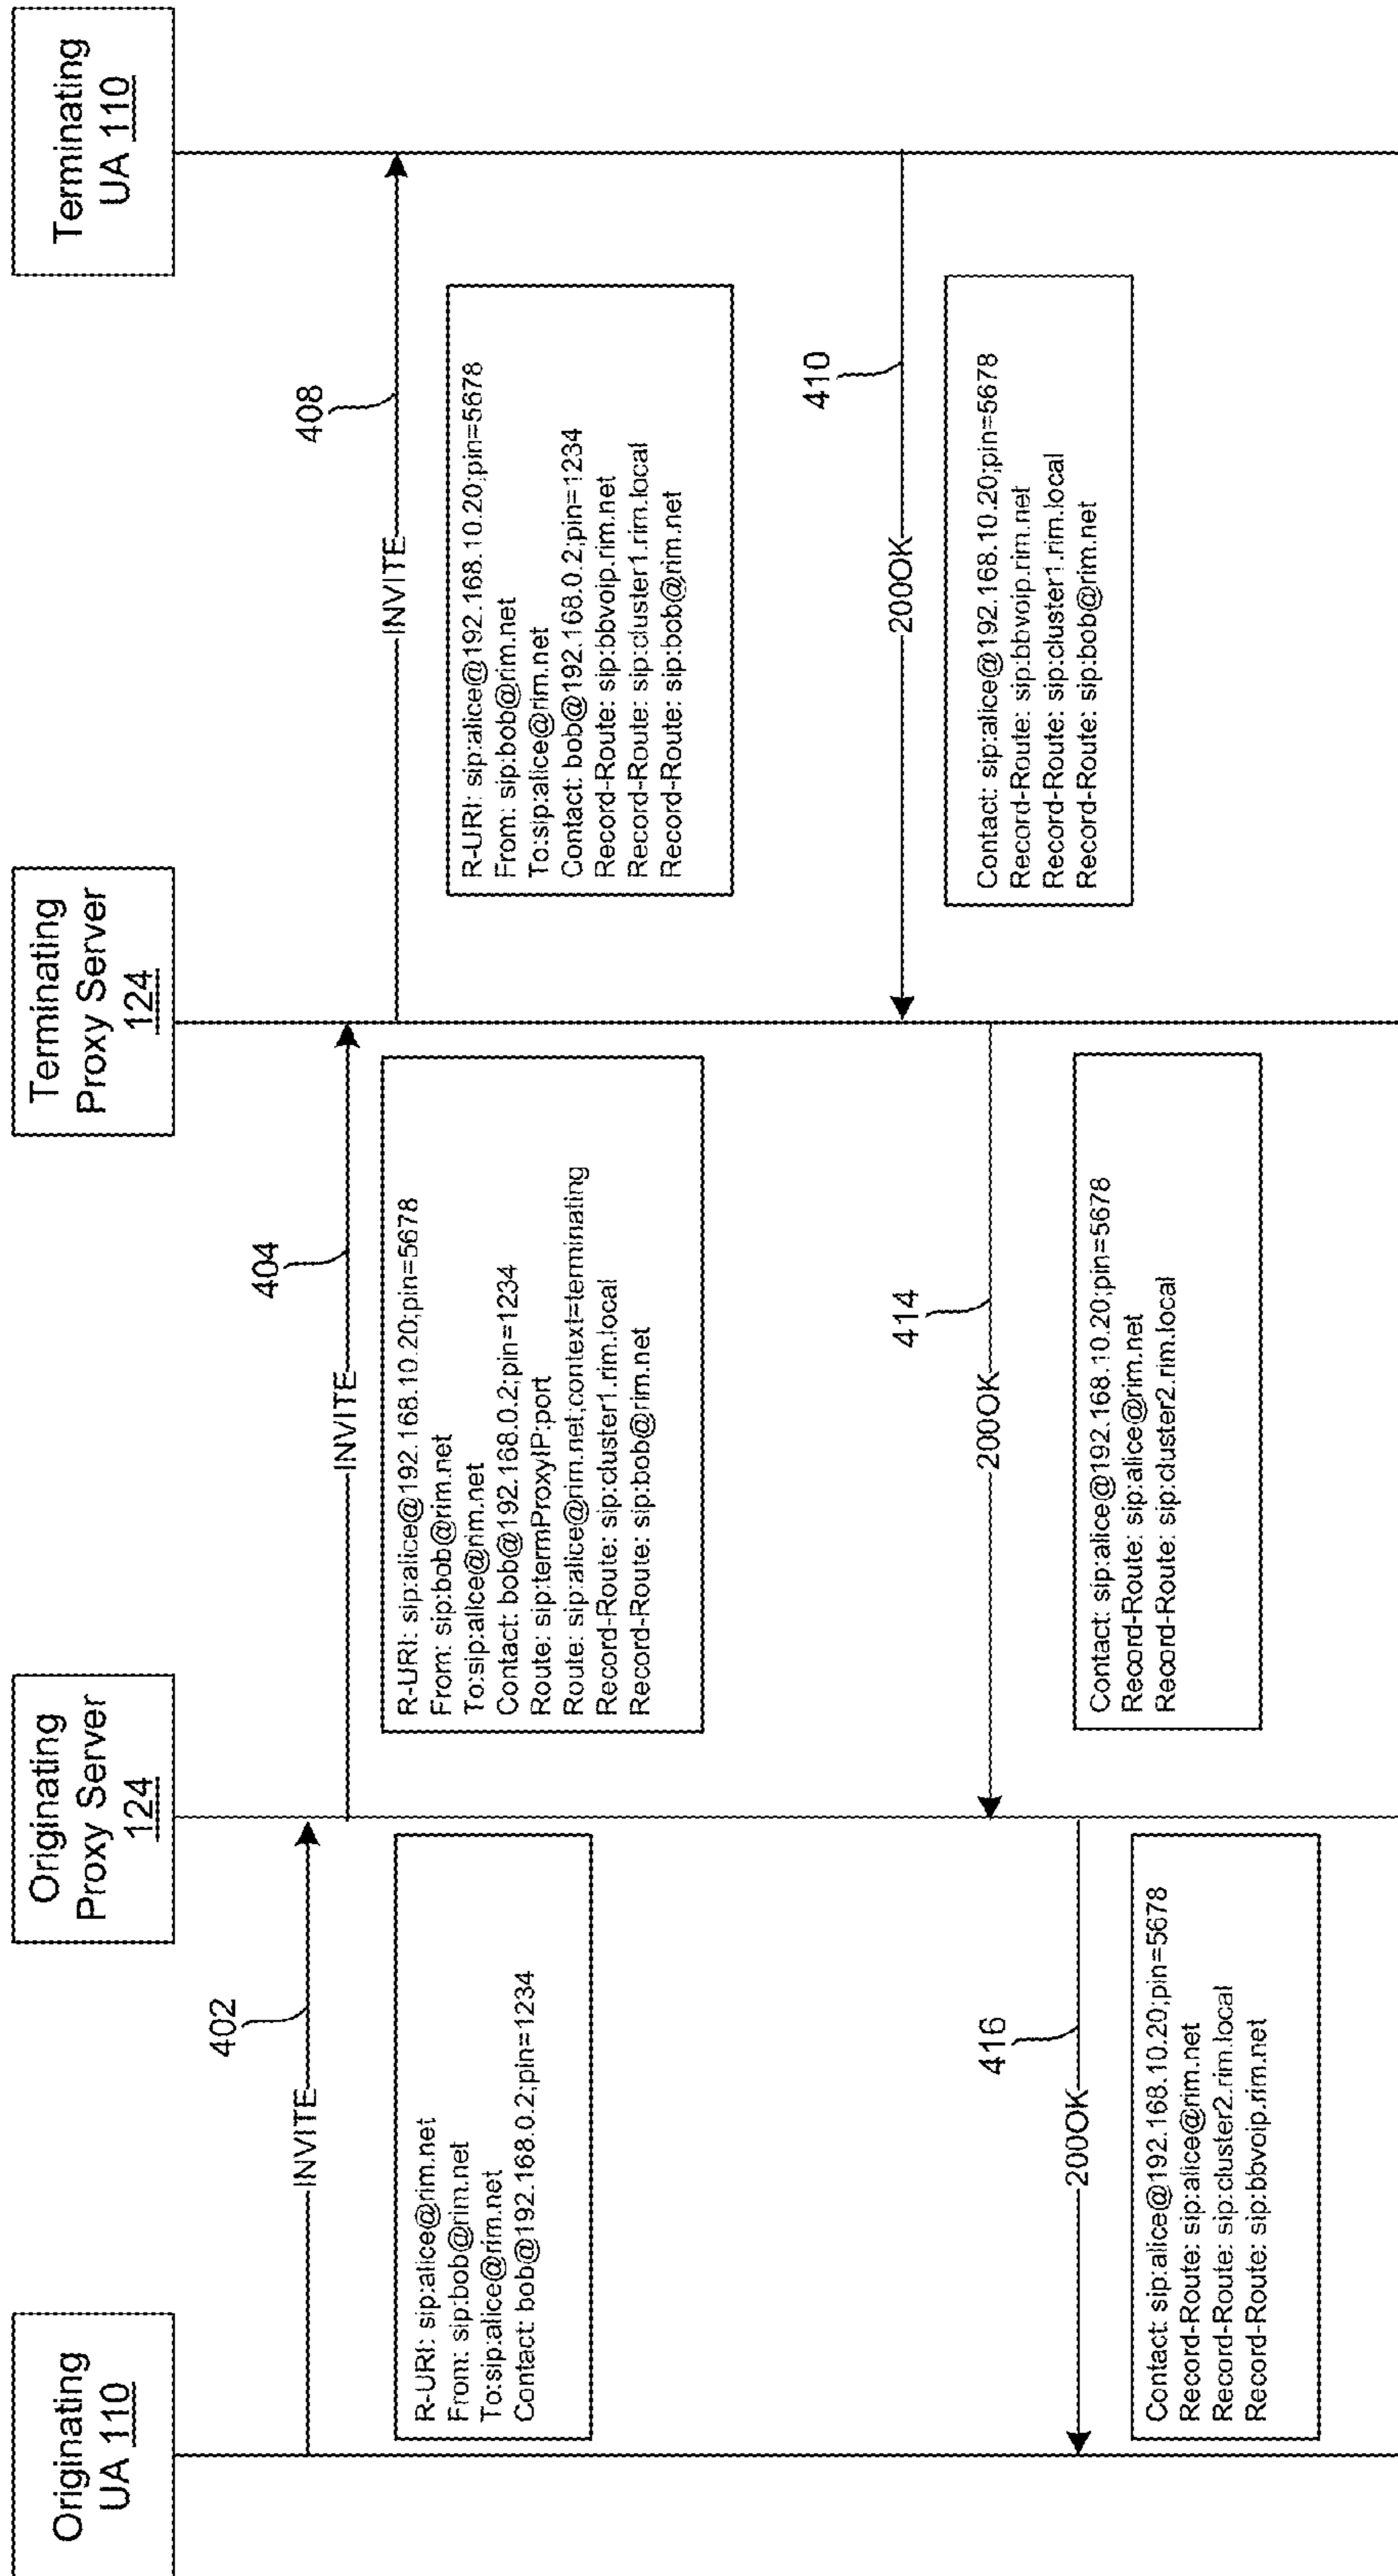 Originating
UA 110
Originating
Proxy Server
124
Terminating
Proxy Server
124
Terminating
UA 110
402
INVITE
R-URI: sip:alice@rim.net
From: sip:bob@rim.net
To:sip:alice@rim.net
Contact: bob@192.168.0.2;pin=1234
404
INVITE
R-URI: sip:alice@192.168.10.20;pin=5678
From: sip:bob@rim.net
To:sip:alice@rim.net
Contact: bob@192.168.0.2;pin=1234
Route: sip:termProxyIP:port
Route: sip:alice@rim.net;context=terminating
Record-Route: sip:cluster1.rim.local
Record-Route: sip:bob@rim.net
408
INVITE
R-URI: sip:alice@192.168.10.20;pin=5678
From: sip:bob@rim.net
To:sip:alice@rim.net
Contact: bob@192.168.0.2;pin=1234
Record-Route: sip:bbvoip.rim.net
Record-Route: sip:cluster1.rim.local
Record-Route: sip:bob@rim.net
410
200OK
Contact: sip:alice@192.168.10.20;pin=5678
Record-Route: sip:bbvoip.rim.net
Record-Route: sip:cluster1.rim.local
Record-Route: sip:bob@rim.net
414
200OK
Contact: sip:alice@192.168.10.20;pin=5678
Record-Route: sip:alice@rim.net
Record-Route: sip:cluster2.rim.local
416
200OK
Contact: sip:alice@192.168.10.20;pin=5678
Record-Route: sip:alice@rim.net
Record-Route: sip:cluster2.rim.local
Record-Route: sip:bbvoip.rim.net